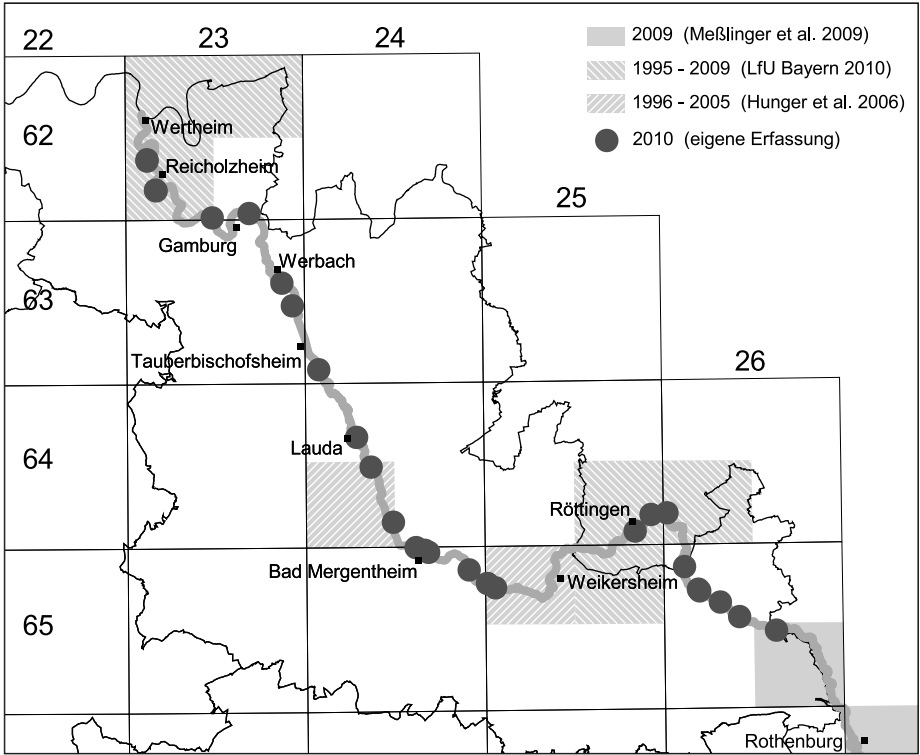 22
23
24
2009 (Meßlinger et al. 2009)
1995 - 2009 (LfU Bayern 2010)
1996 - 2005 (Hunger et al. 2006)
2010 (eigene Erfassung)
62
Wertheim
Reicholzheim
25
Gamburg
Werbach
63
Tauberbischofsheim
26
Lauda
64
Röttingen
Bad Mergentheim
Weikersheim
65
Rothenburg